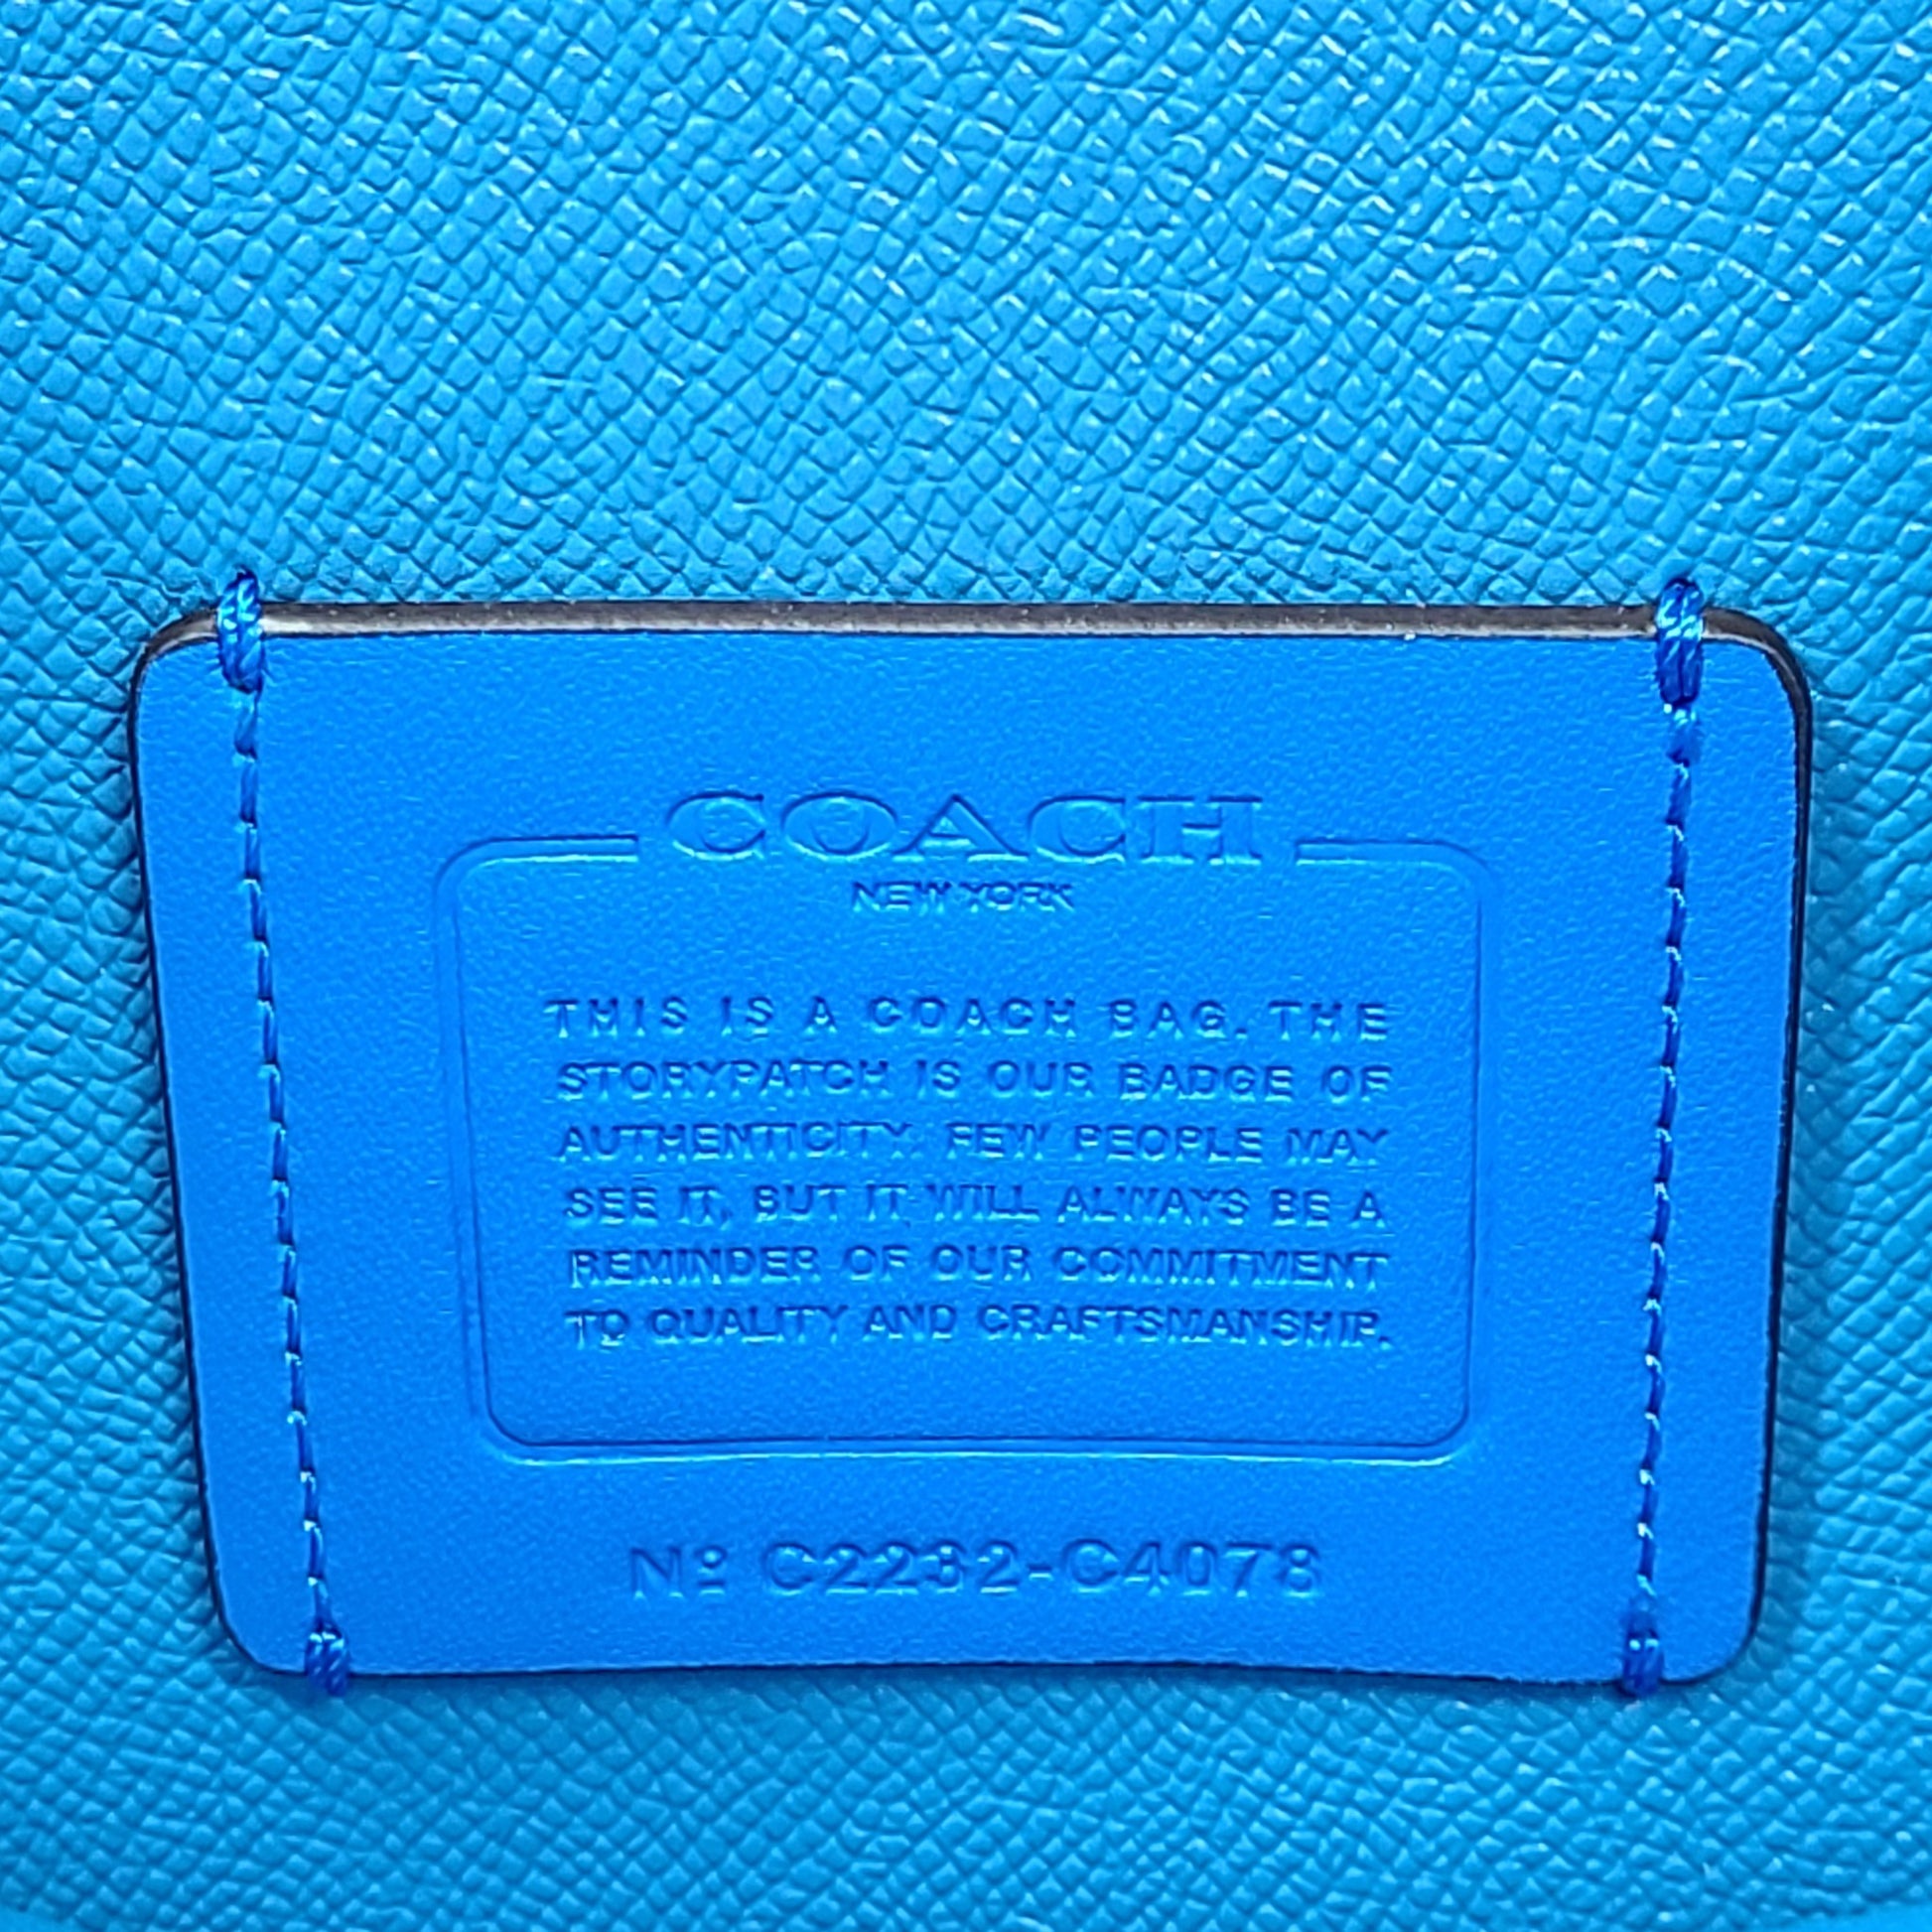 COACH
NEW YORK
THIS IS A COACH BAG. THE
STORYPATCH IS OUR BADGE OF
AUTHENTICITY. FEW PEOPLE MAY
SEE IT, BUT IT WILL ALWAYS BE A
REMINDER OF OUR COMMITMENT
TO QUALITY AND CRAFTSMANSHIP.
Nº C2232-C4078